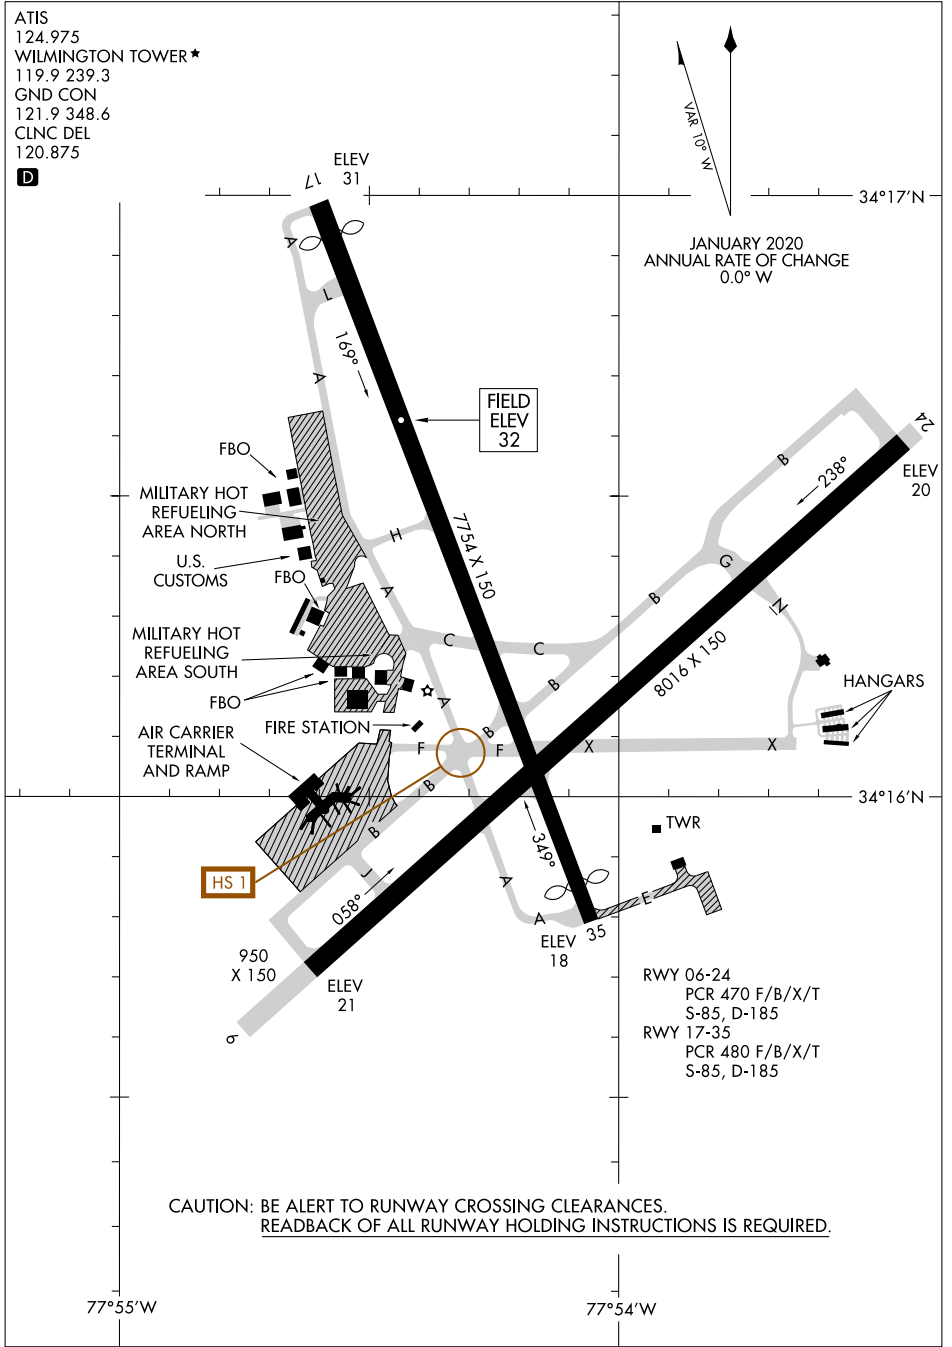 ATIS
124.975
WILMINGTON TOWER★
119.9 239.3
GND CON
121.9 348.6
CLNC DEL
120.875
D
VAR 10° W
JANUARY 2020
ANNUAL RATE OF CHANGE
0.0° W
34°17'N
17
ELEV
31
A
L
169°
A
FIELD
ELEV
32
24
ELEV
20
B
238°
FBO
MILITARY HOT
REFUELING
AREA NORTH
H
7754 X 150
U.S.
CUSTOMS
FBO
A
G
N
B
MILITARY HOT
REFUELING
AREA SOUTH
C
C
8016 X 150
B
FBO
A
HANGARS
FIRE STATION
B
AIR CARRIER
TERMINAL
AND RAMP
F
F
X
X
B
34°16'N
B
349°
TWR
J
HS 1
058°
A
A
E
35
ELEV
18
950
X 150
ELEV
21
6
RWY 06-24
PCR 470 F/B/X/T
S-85, D-185
RWY 17-35
PCR 480 F/B/X/T
S-85, D-185
CAUTION: BE ALERT TO RUNWAY CROSSING CLEARANCES.
READBACK OF ALL RUNWAY HOLDING INSTRUCTIONS IS REQUIRED.
77°55'W
77°54'W